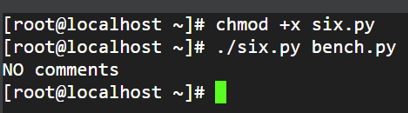 [root@localhost ~]# chmod +x six.py
[root@localhost ~]# ./six.py bench.py
NO comments
[root@localhost ~]#